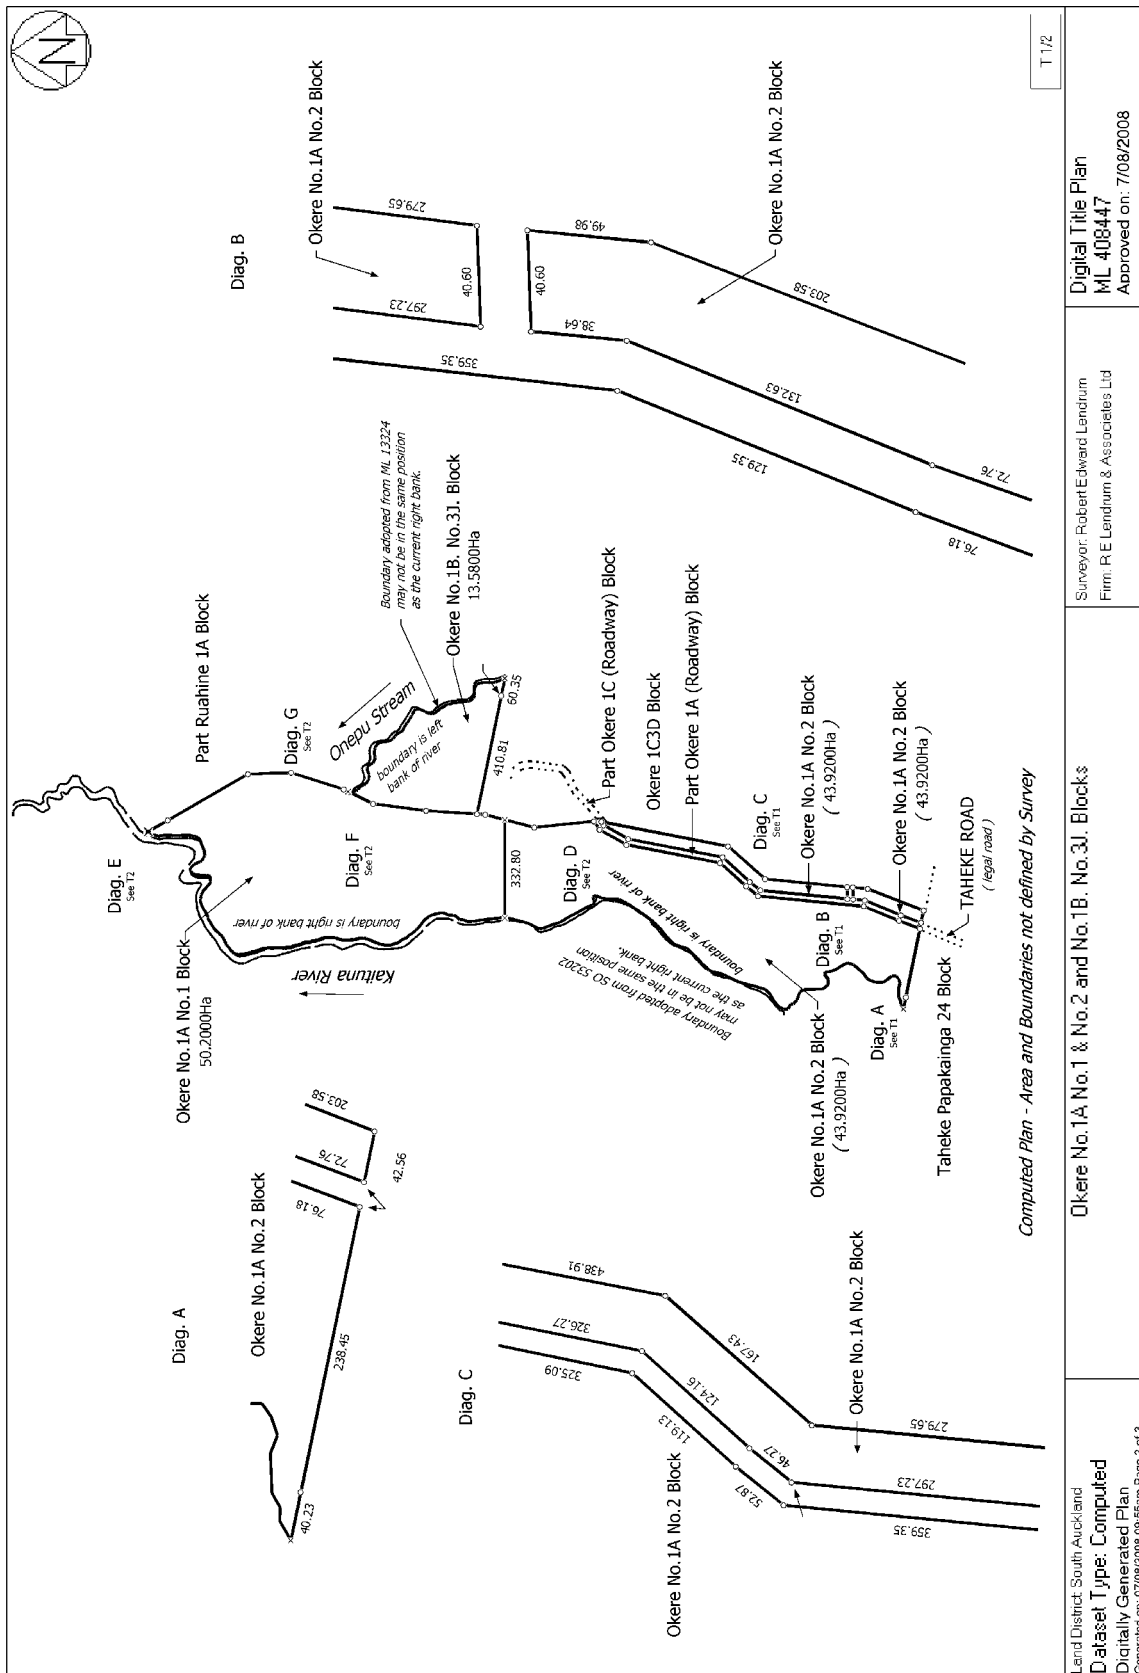 N
Diag. A
Okere No.1A No.2 Block
40.23
238.45
76.18
72.76
203.58
42.56
Diag. C
438.91
326.27
325.09
167.43
124.16
119.13
46.27
52.87
279.65
297.23
359.35
Okere No.1A No.2 Block
Okere No.1A No.2 Block
Diag. E
See T2
Okere No.1A No.1 Block
50.2000Ha
Part Ruahine 1A Block
Diag. G
See T2
Diag. F
See T2
Onepu Stream
boundary is left
bank of river
Boundary adopted from ML 13324
may not be in the same position
as the current right bank.
Okere No.1B. No.3J. Block
13.5800Ha
boundary is right bank of river
Kaituna River
410.81
60.35
332.80
Diag. D
See T2
Part Okere 1C (Roadway) Block
Okere 1C3D Block
Part Okere 1A (Roadway) Block
Diag. C
See T1
boundary is right bank of river
Boundary adopted from SO 53202
may not be in the same position
as the current right bank.
Okere No.1A No.2 Block
( 43.9200Ha )
Okere No.1A No.2 Block
( 43.9200Ha )
Okere No.1A No.2 Block
( 43.9200Ha )
Diag. B
See T1
Diag. A
See T1
TAHEKE ROAD
( legal road )
Taheke Papakainga 24 Block
Computed Plan - Area and Boundaries not defined by Survey
Diag. B
Okere No.1A No.2 Block
279.65
297.23
359.35
40.60
40.60
49.98
38.64
203.58
132.63
129.35
72.76
76.18
Okere No.1A No.2 Block
T 1/2
Land District: South Auckland
Dataset Type: Computed
Digitally Generated Plan
Generated on: 07/08/2008 09:55am Page 2 of 3
Okere No.1A No.1 & No.2 and No.1B. No.3J. Blocks
Surveyor: Robert Edward Lendrum
Firm: R E Lendrum & Associates Ltd
Digital Title Plan
ML 408447
Approved on: 7/08/2008